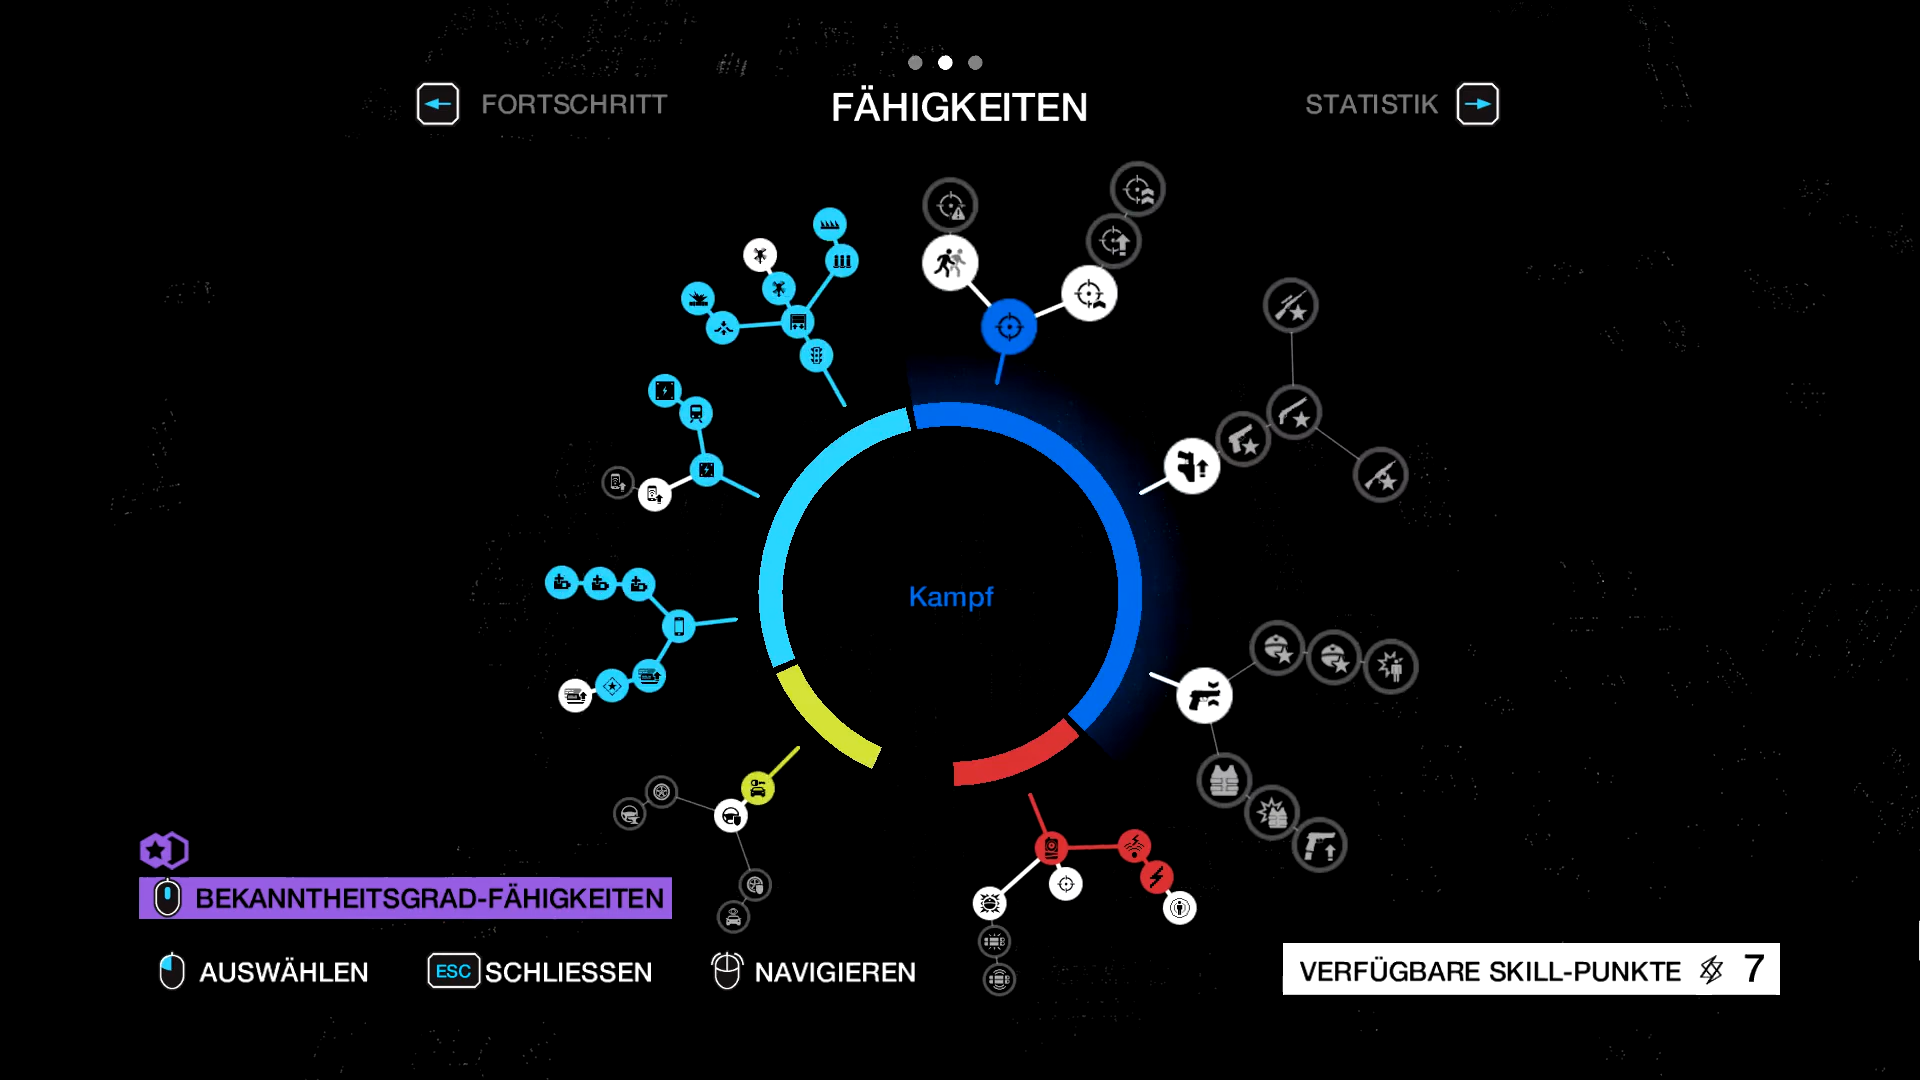 FORTSCHRITT
FÄHIGKEITEN
STATISTIK
Kampf
BEKANNTHEITSGRAD-FÄHIGKEITEN
AUSWÄHLEN
ESC SCHLIESSEN
NAVIGIEREN
VERFÜGBARE SKILL-PUNKTE 7